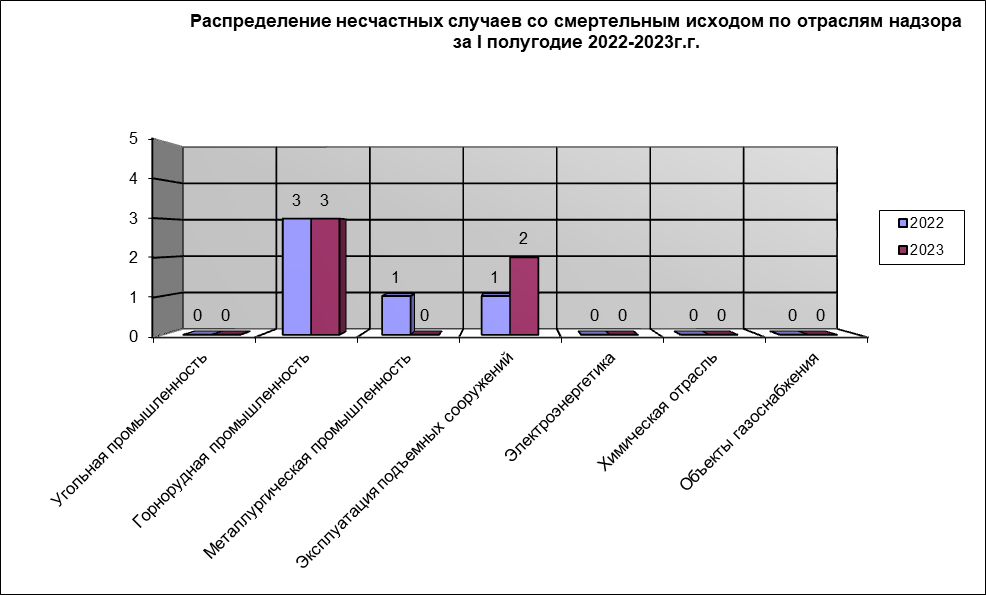 Распределение несчастных случаев со смертельным исходом по отраслям надзора
за I полугодие 2022-2023г.г.
5
4
3
2
1
0
0 0
3 3
1 0
1 2
0 0
0 0
0 0
2022
2023
Угольная промышленность
Горнорудная промышленность
Металлургическая промышленность
Эксплуатация подъемных сооружений
Электроэнергетика
Химическая отрасль
Объекты газоснабжения